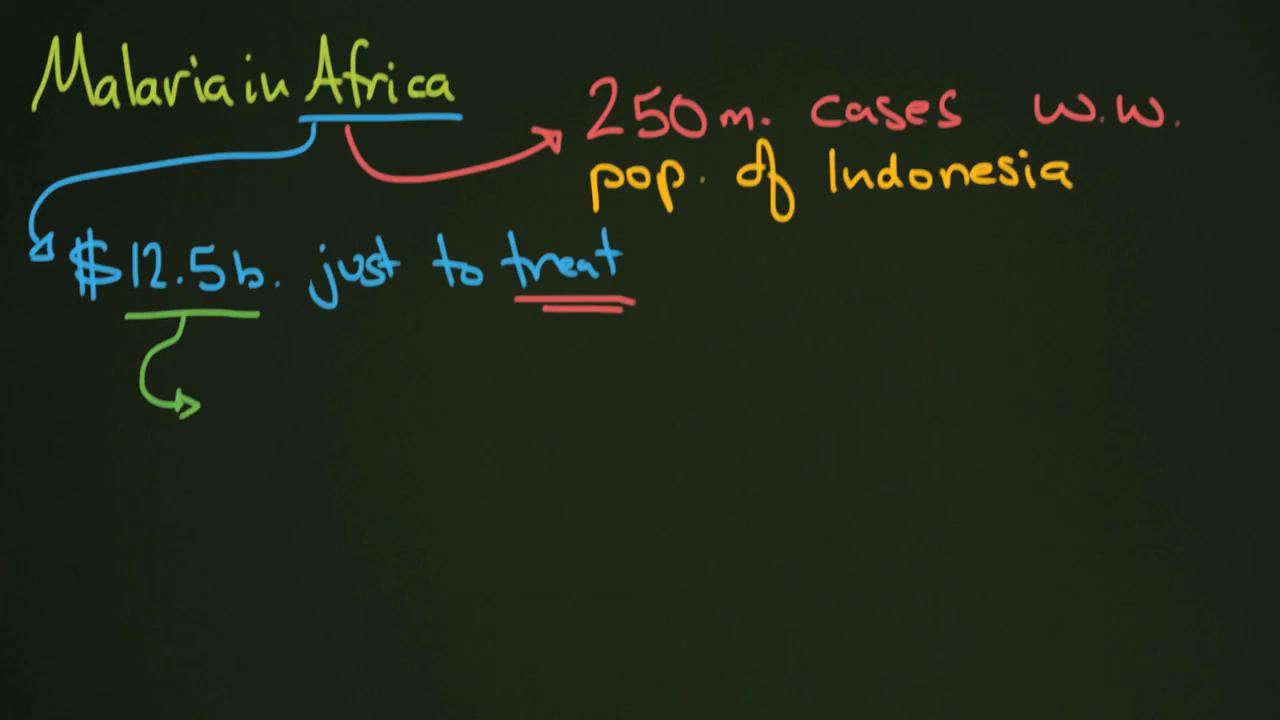 Malaria in Africa
250m. cases w.w.
pop. of Indonesia
$12.5b. just to treat